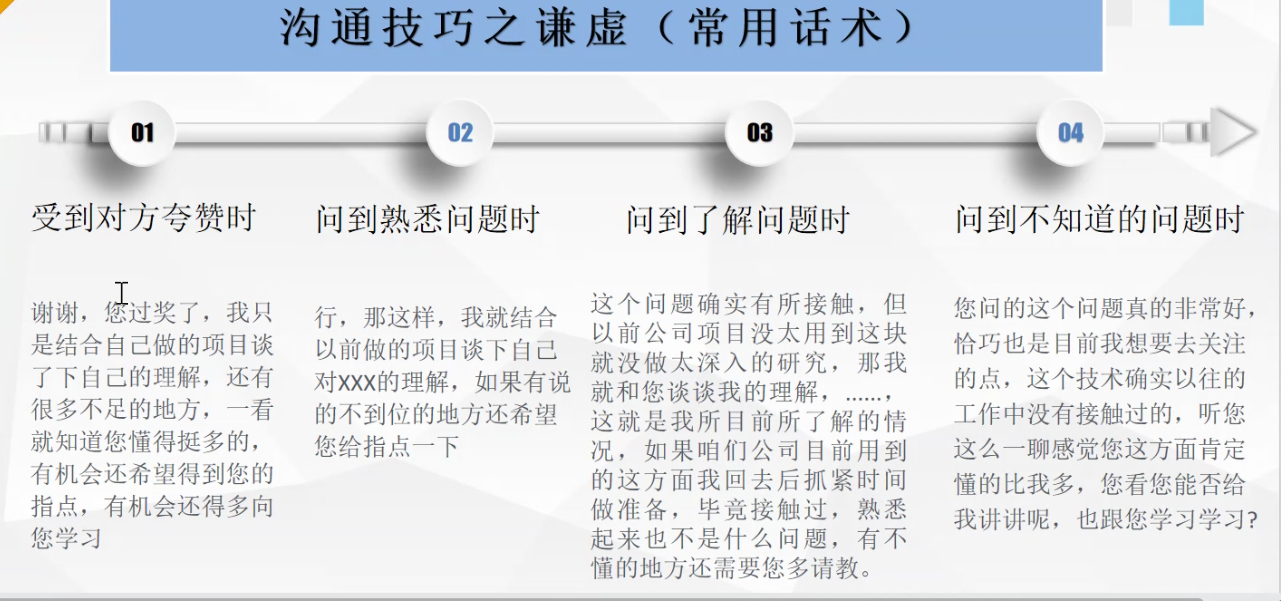 沟通技巧之谦虚（常用话术）
01
02
03
04
受到对方夸赞时
问到熟悉问题时
问到了解问题时
问到不知道的问题时
谢谢，您过奖了，我只
是结合自己做的项目谈
了下自己的理解，还有
很多不足的地方，一看
就知道您懂得挺多的，
有机会还希望得到您的
指点，有机会还得多向
您学习
行，那这样，我就结合
以前做的项目谈下自己
对XXX的理解，如果有说
的不到位的地方还希望
您给指点一下
这个问题确实有所接触，但
以前公司项目没太用到这块
就没做太深入的研究，那我
就和您谈谈我的理解，……，
这就是我所目前所了解的情
况，如果咱们公司目前用到
的这方面我回去后抓紧时间
做准备，毕竟接触过，熟悉
起来也不是什么问题，有不
懂的地方还需要您多请教。
您问的这个问题真的非常好，
恰巧也是目前我想要去关注
的点，这个技术确实以往的
工作中没有接触过的，听您
这么一聊感觉您这方面肯定
懂的比我多，您看您能否给
我讲讲呢，也跟您学习学习?